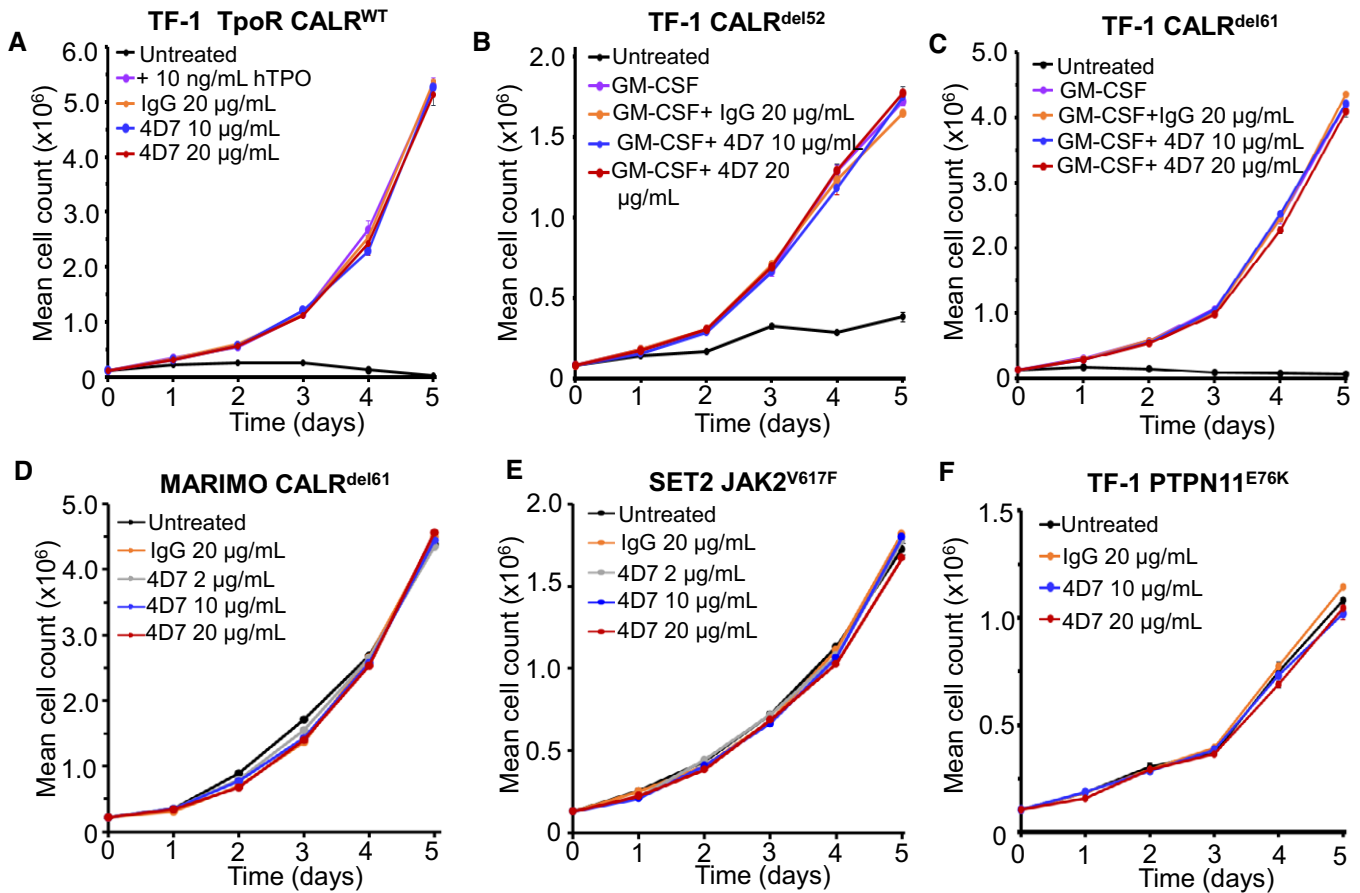 A
TF-1 TpoR CALRWT
Mean cell count (x10⁶)
6.0
5.0
4.0
3.0
2.0
1.0
0
Untreated
+ 10 ng/mL hTPO
IgG 20 µg/mL
4D7 10 µg/mL
4D7 20 µg/mL
0 1 2 3 4 5
Time (days)
B
TF-1 CALRdel52
Mean cell count (x10⁶)
2.0
1.5
1.0
0.5
0
Untreated
GM-CSF
GM-CSF+ IgG 20 µg/mL
GM-CSF+ 4D7 10 µg/mL
GM-CSF+ 4D7 20
µg/mL
0 1 2 3 4 5
Time (days)
C
TF-1 CALRdel61
Mean cell count (x10⁶)
5.0
4.0
3.0
2.0
1.0
0
Untreated
GM-CSF
GM-CSF+IgG 20 µg/mL
GM-CSF+ 4D7 10 µg/mL
GM-CSF+ 4D7 20 µg/mL
0 1 2 3 4 5
Time (days)
D
MARIMO CALRdel61
Mean cell count (x10⁶)
5.0
4.0
3.0
2.0
1.0
0
Untreated
IgG 20 µg/mL
4D7 2 µg/mL
4D7 10 µg/mL
4D7 20 µg/mL
0 1 2 3 4 5
Time (days)
E
SET2 JAK2V617F
Mean cell count (x10⁶)
2.0
1.5
1.0
0.5
0
Untreated
IgG 20 µg/mL
4D7 2 µg/mL
4D7 10 µg/mL
4D7 20 µg/mL
0 1 2 3 4 5
Time (days)
F
TF-1 PTPN11E76K
Mean cell count (x10⁶)
1.5
1.0
0.5
0
Untreated
IgG 20 µg/mL
4D7 10 µg/mL
4D7 20 µg/mL
0 1 2 3 4 5
Time (days)